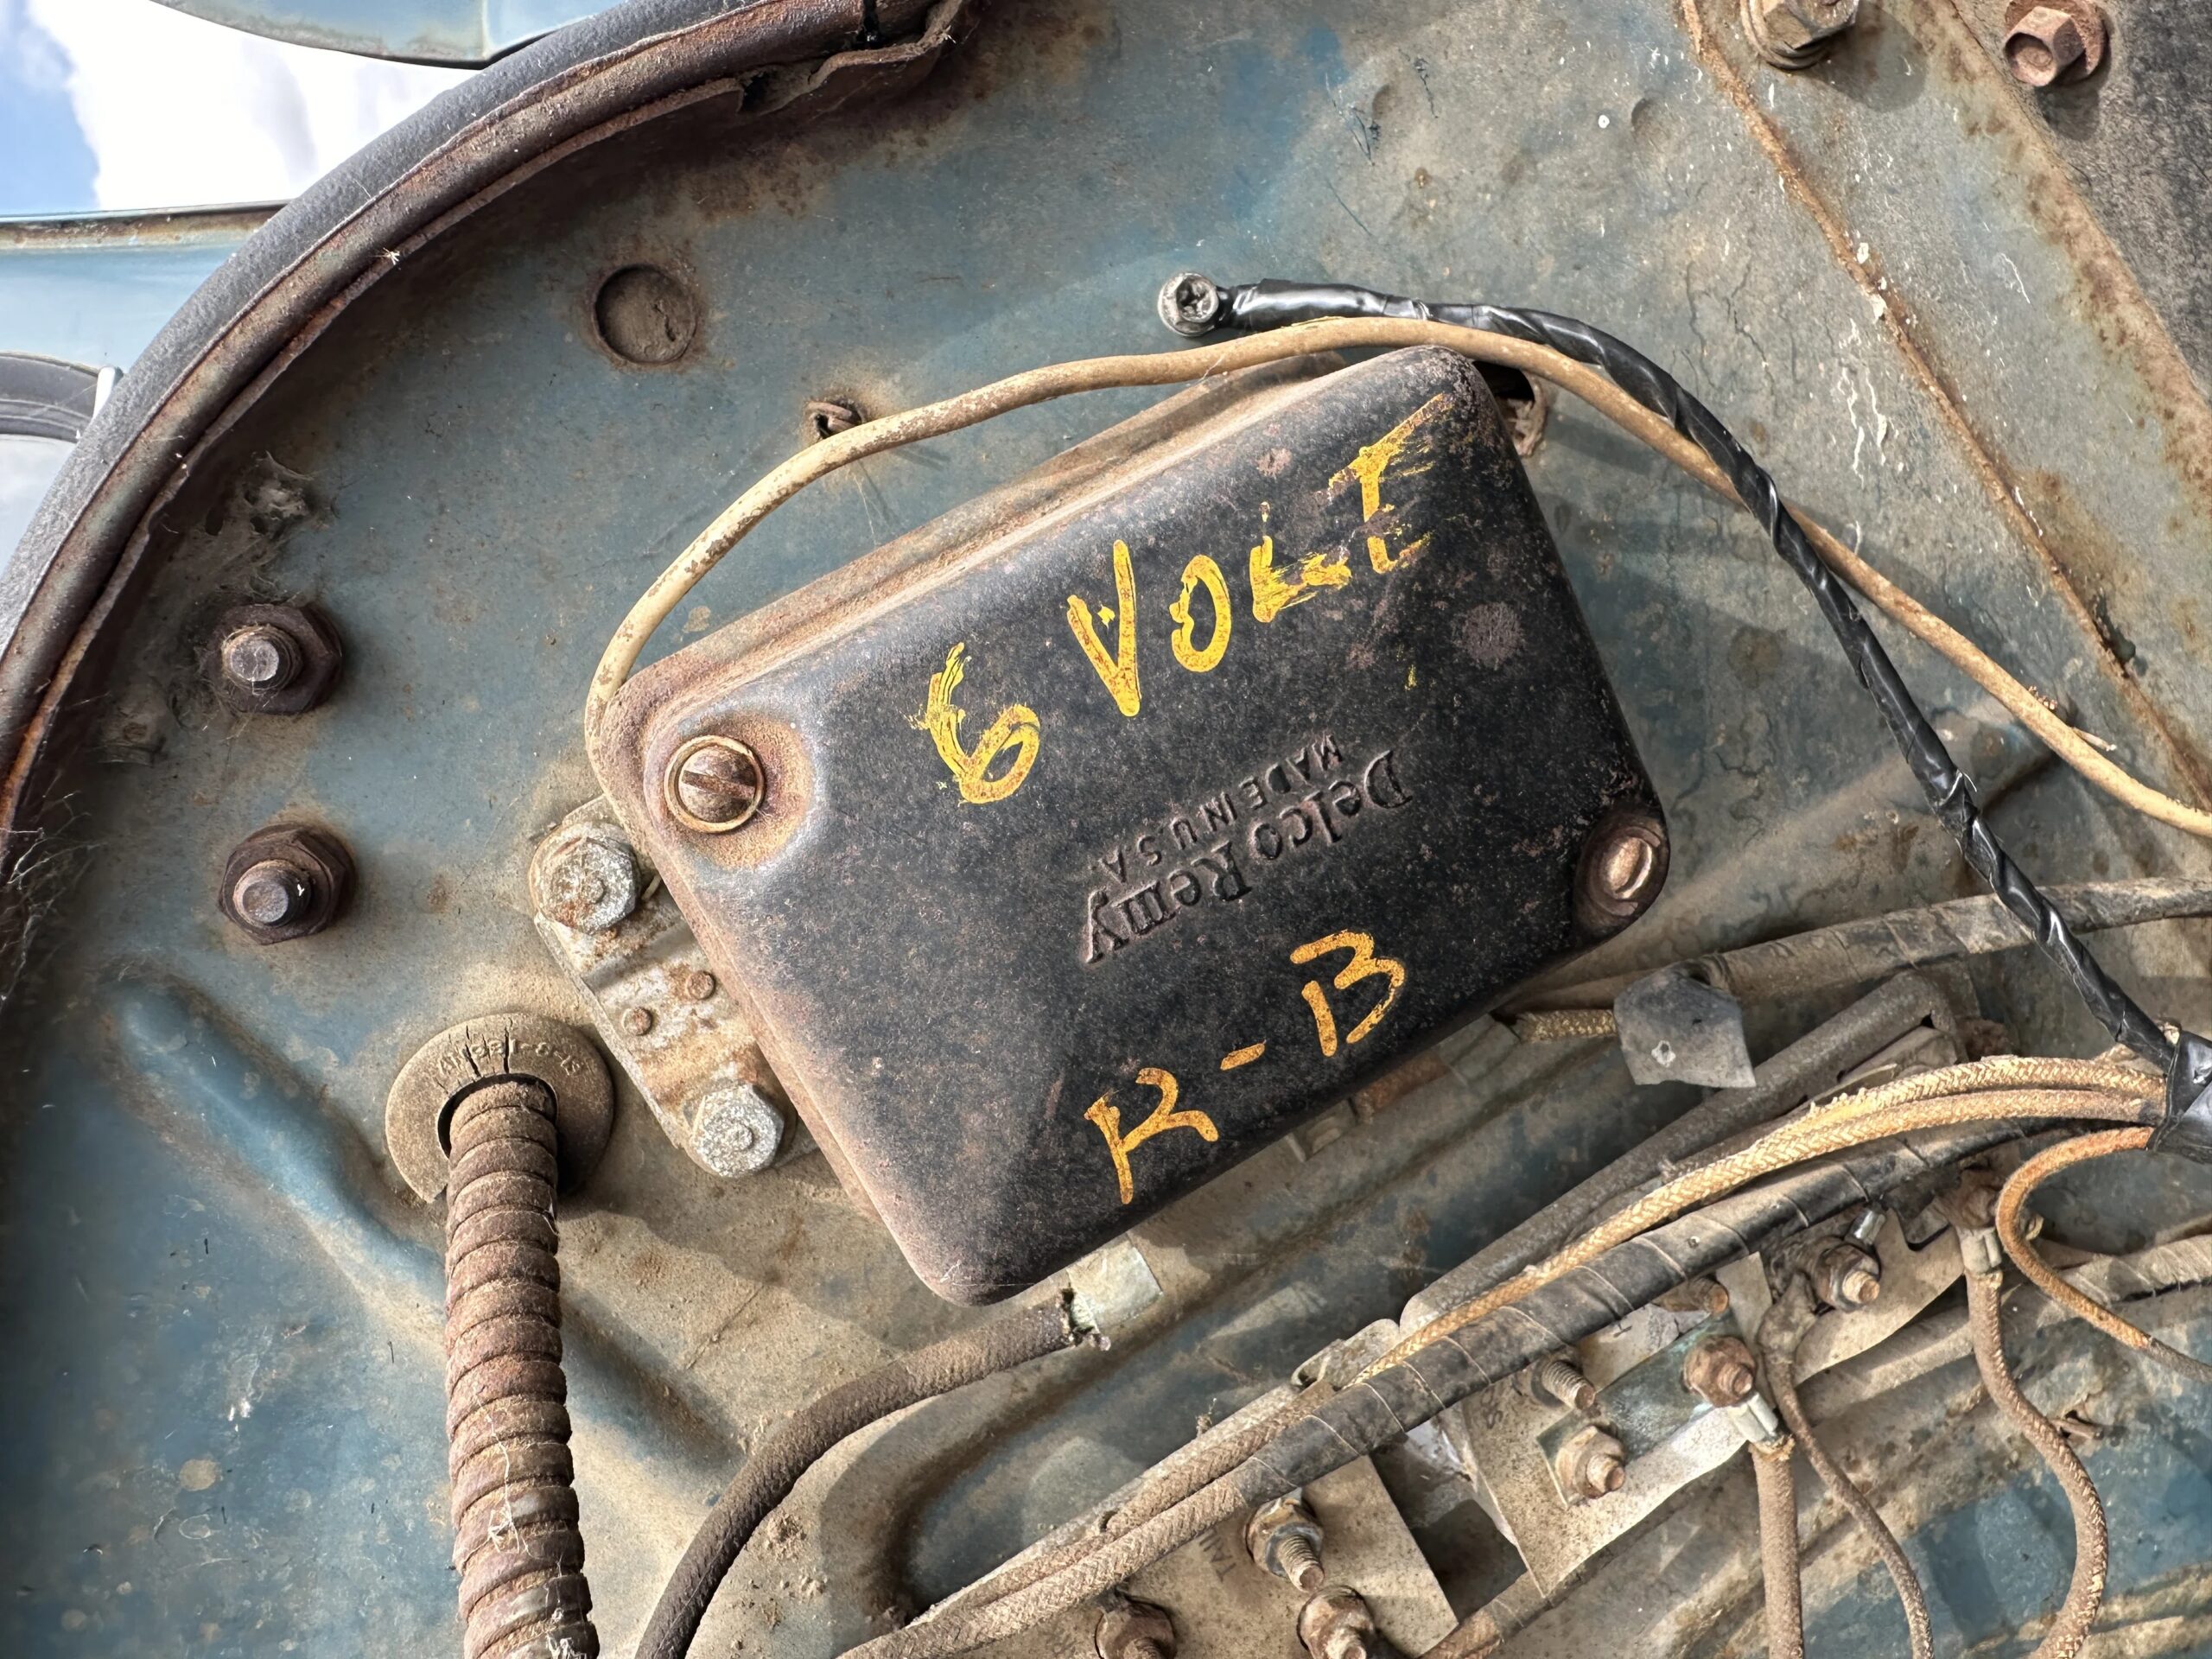 6 VOLT
Delco Remy
MADE IN U.S.A.
R-B